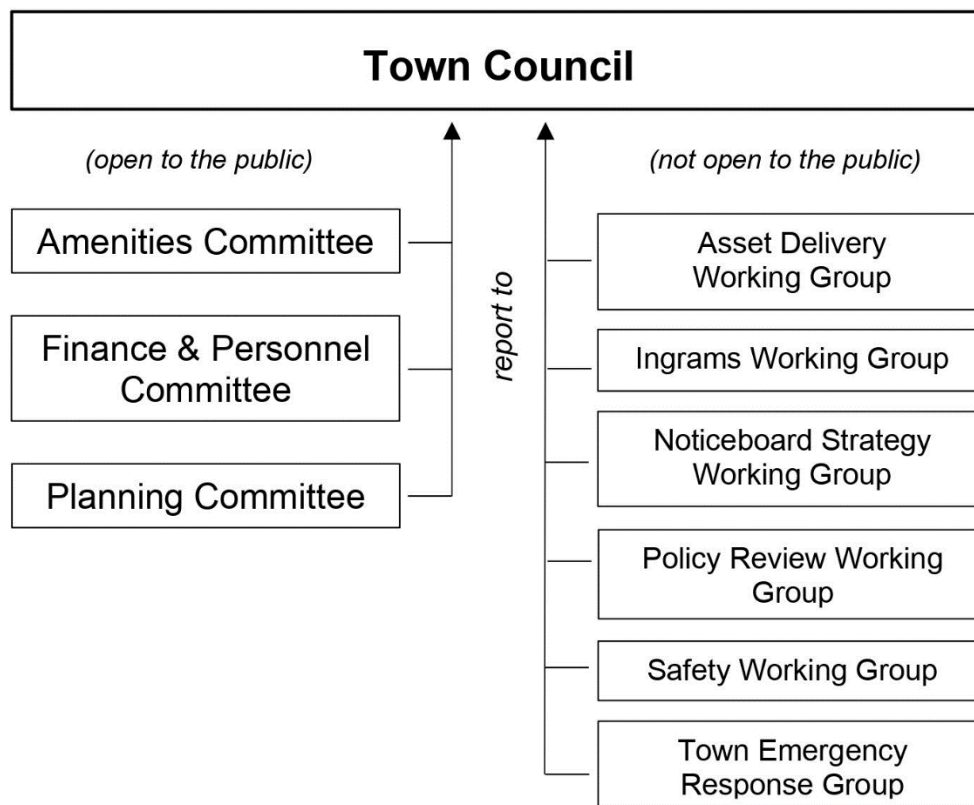 Town Council
(open to the public)
(not open to the public)
Amenities Committee
Finance & Personnel
Committee
Planning Committee
report to
Asset Delivery
Working Group
Ingrams Working Group
Noticeboard Strategy
Working Group
Policy Review Working
Group
Safety Working Group
Town Emergency
Response Group